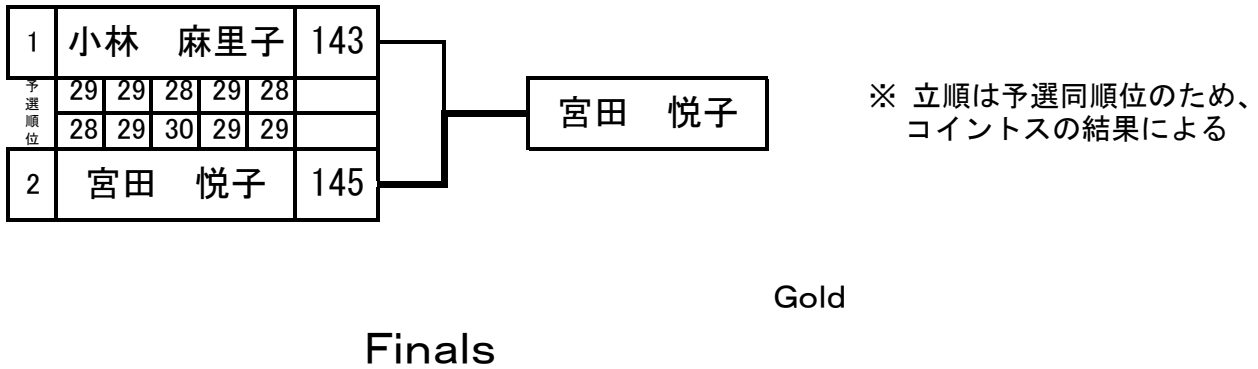 1 小林　麻里子 143
予選順位
29 29 28 29 28
28 29 30 29 29
2 宮田　悦子 145
宮田　悦子
※ 立順は予選同順位のため、
コイントスの結果による
Gold
Finals